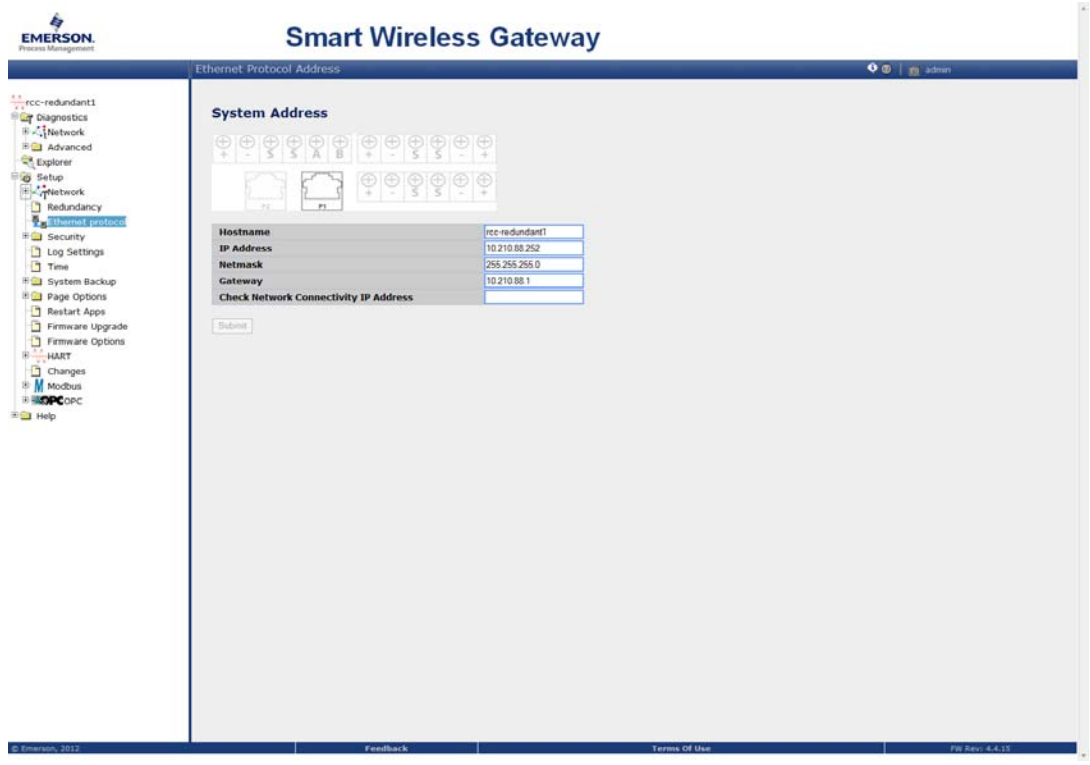 EMERSON.
Process Management
Smart Wireless Gateway
Ethernet Protocol Address
admin
rcc-redundant1
Diagnostics
Network
Advanced
Explorer
Setup
Network
Redundancy
Ethernet protocol
Security
Log Settings
Time
System Backup
Page Options
Restart Apps
Firmware Upgrade
Firmware Options
HART
Changes
M Modbus
OPC OPC
Help
System Address
+ - S S A B + - S S - +
P2 P1 + - S S - +
Hostname rcc-redundant1
IP Address 10.210.88.252
Netmask 255.255.255.0
Gateway 10.210.88.1
Check Network Connectivity IP Address
Submit
© Emerson, 2012 Feedback Terms Of Use FW Rev: 4.4.15